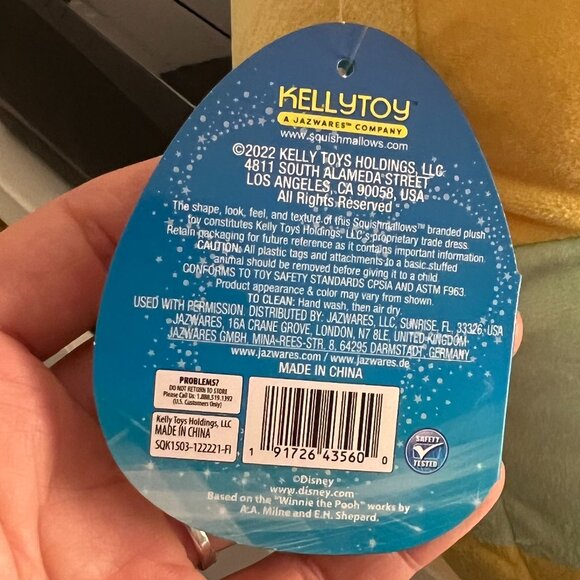 KELLYTOY™
A JAZWARES™ COMPANY
www.squishmallows.com
©2022 KELLY TOYS HOLDINGS, LLC
4811 SOUTH ALAMEDA STREET
LOS ANGELES, CA 90058, USA
All Rights Reserved
The shape, look, feel, and texture of this Squishmallows™ branded plush
toy constitutes Kelly Toys Holdings, LLC's proprietary trade dress.
Retain packaging for future reference as it contains important information.
CAUTION: All plastic tags and attachments to a basic stuffed
animal should be removed before giving it to a child.
CONFORMS TO TOY SAFETY STANDARDS CPSIA AND ASTM F963.
Product appearance & color may vary from shown.
TO CLEAN: Hand wash, then air dry.
USED WITH PERMISSION. DISTRIBUTED BY: JAZWARES, LLC, SUNRISE, FL, 33326, USA
JAZWARES, 16A CRANE GROVE, LONDON, N7 8LE, UNITED KINGDOM
JAZWARES GMBH, MINA-REES-STR. 8, 64295 DARMSTADT, GERMANY
www.jazwares.com / www.jazwares.de
MADE IN CHINA
PROBLEMS?
DO NOT RETURN TO STORE
Please Call Us: 1.888.519.1392
(U.S. Customers Only)
Kelly Toys Holdings, LLC
MADE IN CHINA
SQK1503-122221-FI
1 91726 43560 0
SAFETY
TESTED
©Disney
www.disney.com
Based on the "Winnie the Pooh" works by
A.A. Milne and E.H. Shepard.